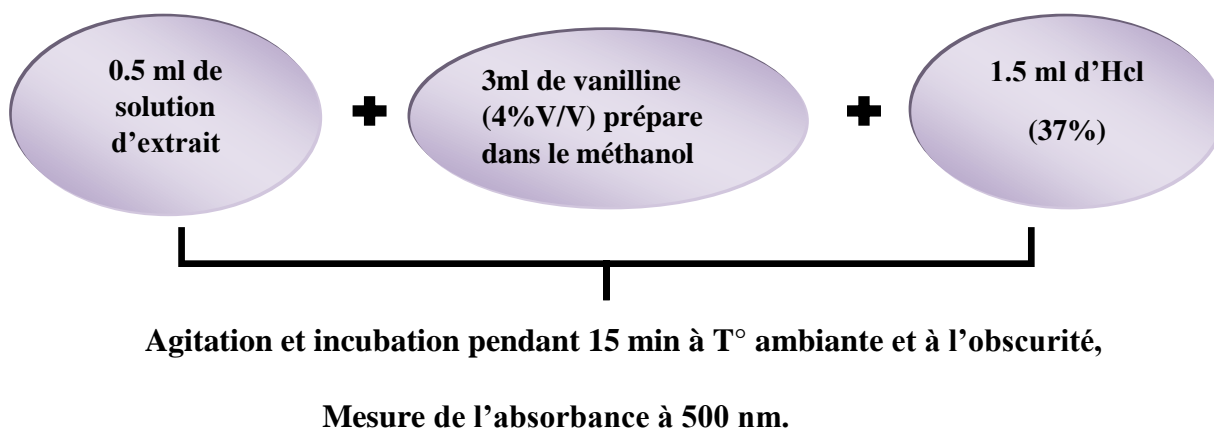 0.5 ml de
solution
d’extrait
3ml de vanilline
(4%V/V) prépare
dans le méthanol
1.5 ml d’Hcl
(37%)
Agitation et incubation pendant 15 min à T° ambiante et à l’obscurité,
Mesure de l’absorbance à 500 nm.